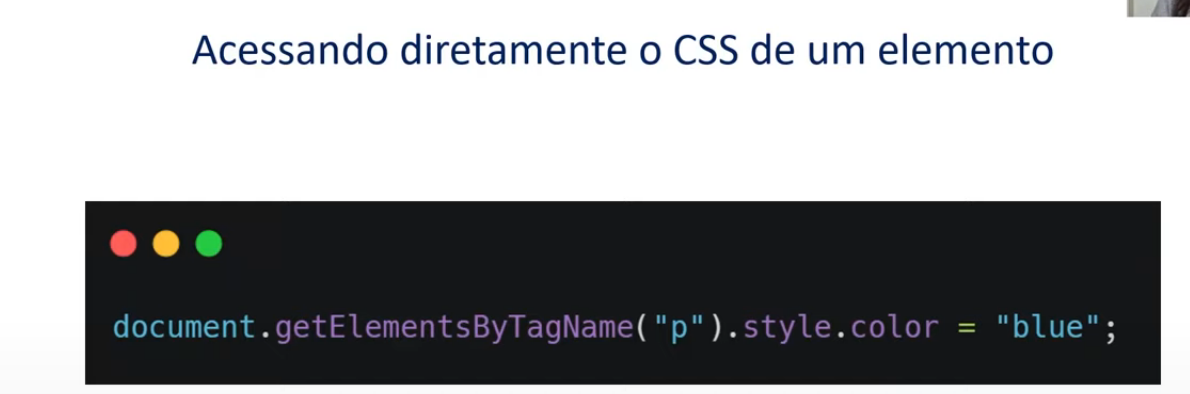 Acessando diretamente o CSS de um elemento
document.getElementsByTagName("p").style.color = "blue";